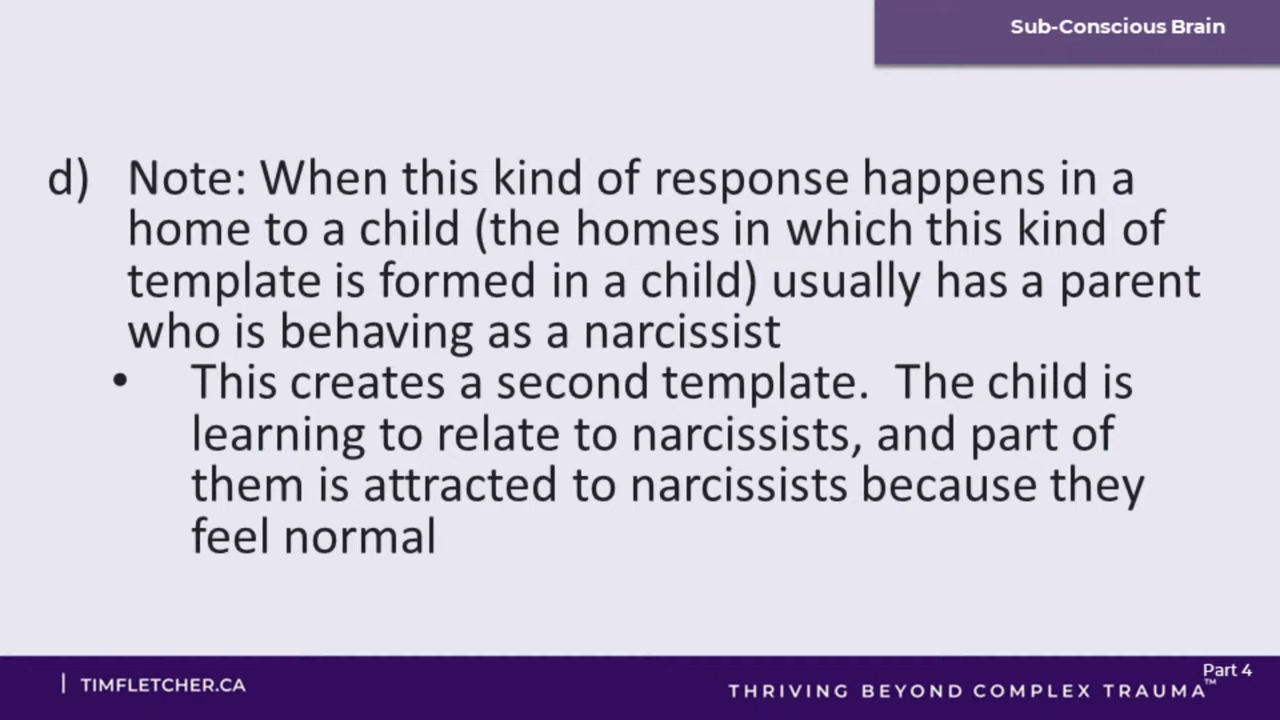 Sub-Conscious Brain
d) Note: When this kind of response happens in a
home to a child (the homes in which this kind of
template is formed in a child) usually has a parent
who is behaving as a narcissist
• This creates a second template.  The child is
learning to relate to narcissists, and part of
them is attracted to narcissists because they
feel normal
Part 4
| TIMFLETCHER.CA
THRIVING BEYOND COMPLEX TRAUMA™